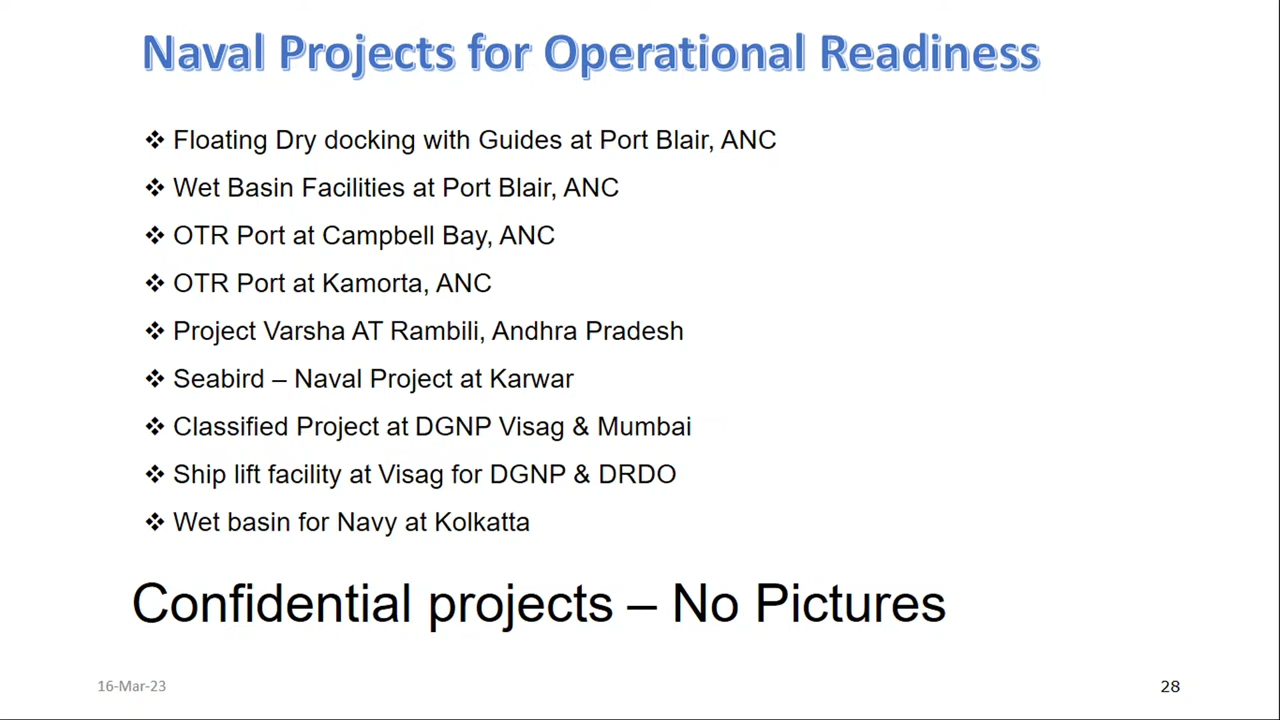 Naval Projects for Operational Readiness
❖ Floating Dry docking with Guides at Port Blair, ANC
❖ Wet Basin Facilities at Port Blair, ANC
❖ OTR Port at Campbell Bay, ANC
❖ OTR Port at Kamorta, ANC
❖ Project Varsha AT Rambili, Andhra Pradesh
❖ Seabird – Naval Project at Karwar
❖ Classified Project at DGNP Visag & Mumbai
❖ Ship lift facility at Visag for DGNP & DRDO
❖ Wet basin for Navy at Kolkatta
Confidential projects – No Pictures
16-Mar-23
28